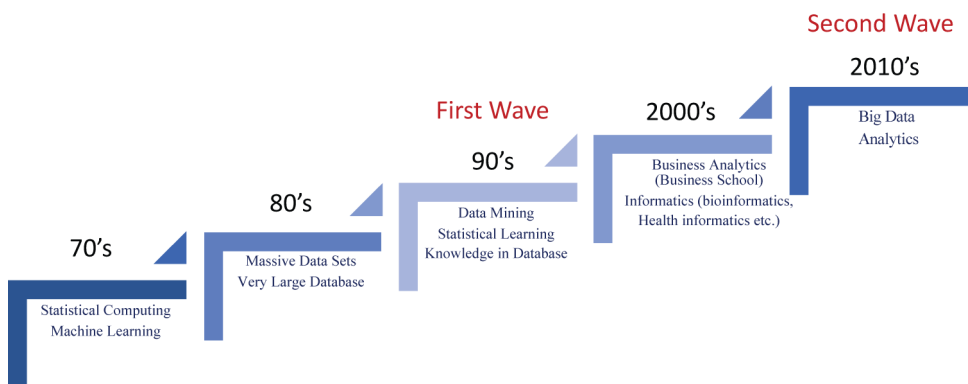 70's
Statistical Computing
Machine Learning
80's
Massive Data Sets
Very Large Database
First Wave
90's
Data Mining
Statistical Learning
Knowledge in Database
2000's
Business Analytics
(Business School)
Informatics (bioinformatics,
Health informatics etc.)
Second Wave
2010's
Big Data
Analytics